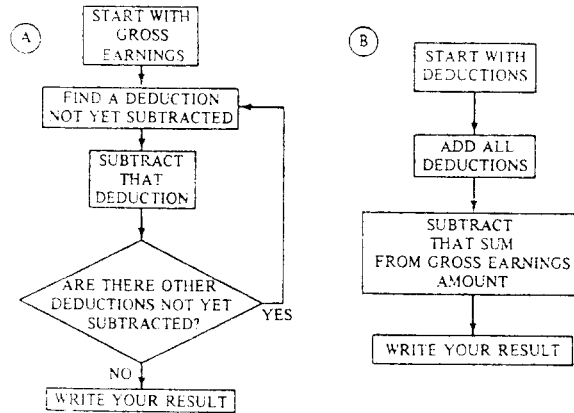 A
START WITH
GROSS
EARNINGS
FIND A DEDUCTION
NOT YET SUBTRACTED
SUBTRACT
THAT
DEDUCTION
ARE THERE OTHER
DEDUCTIONS NOT YET
SUBTRACTED?
YES
NO
WRITE YOUR RESULT
B
START WITH
DEDUCTIONS
ADD ALL
DEDUCTIONS
SUBTRACT
THAT SUM
FROM GROSS EARNINGS
AMOUNT
WRITE YOUR RESULT